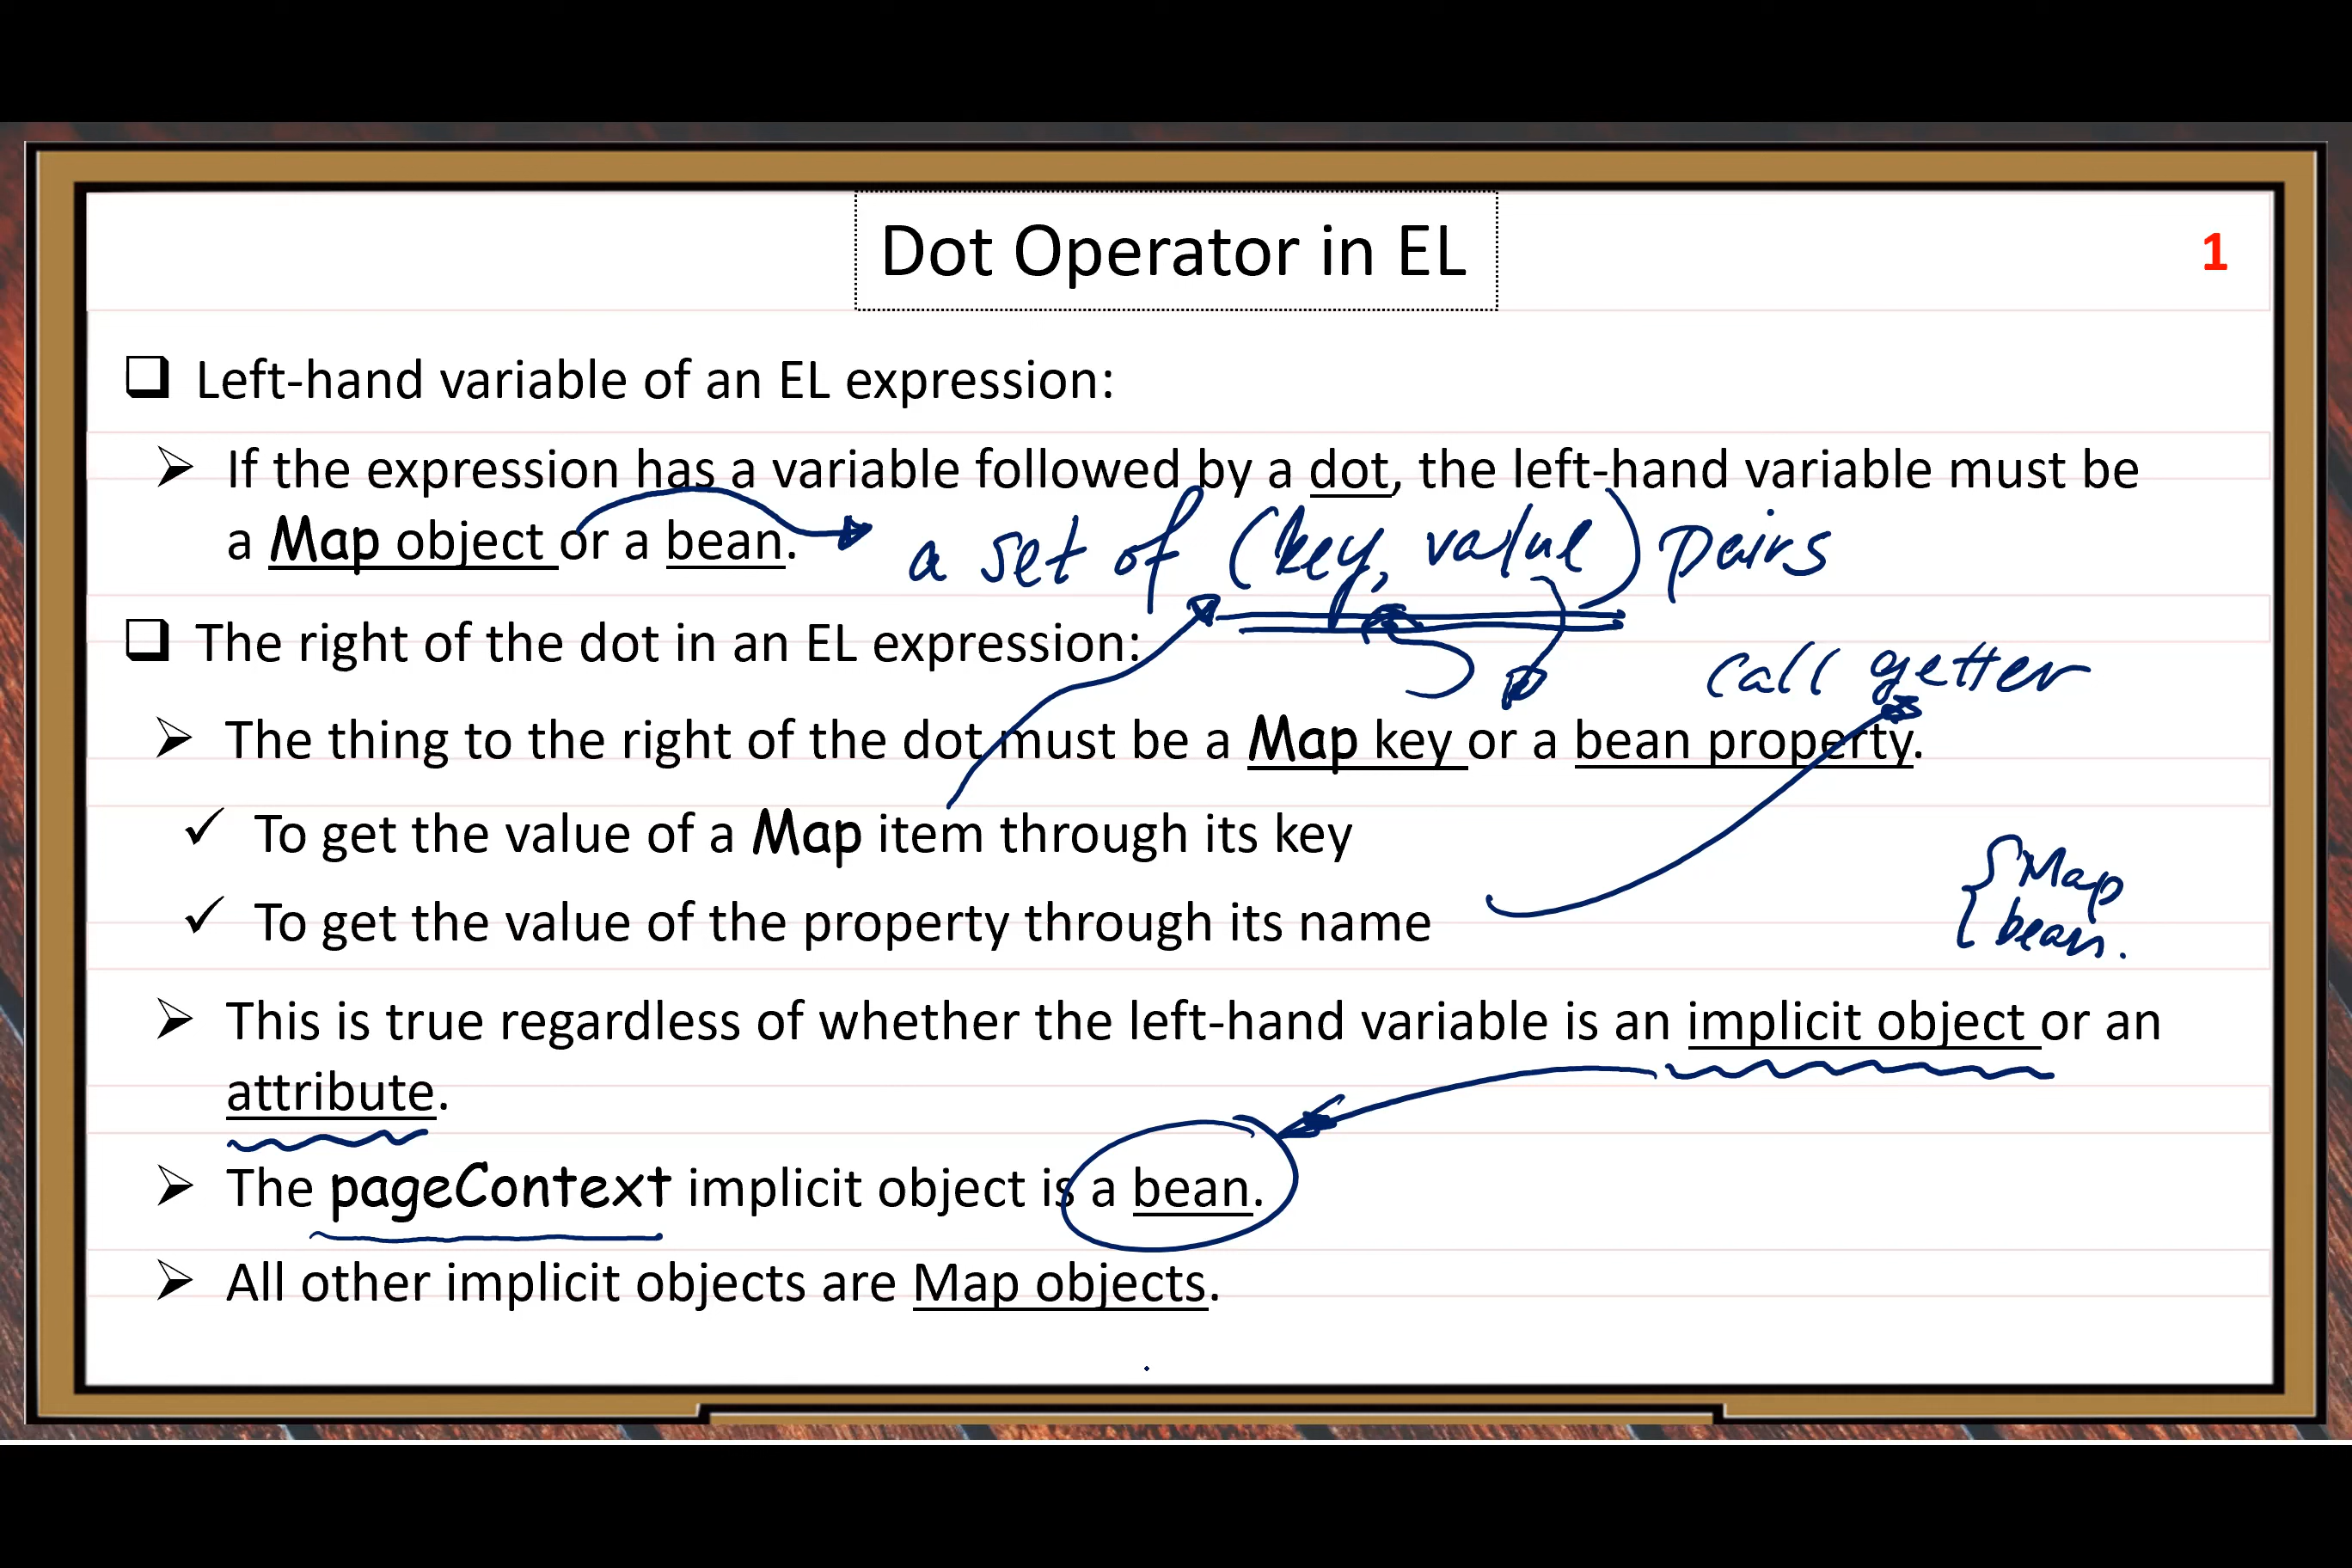 Dot Operator in EL
1
Left-hand variable of an EL expression:
If the expression has a variable followed by a dot, the left-hand variable must be
a Map object or a bean.
a set of (key, value) pairs
The right of the dot in an EL expression:
call getter
The thing to the right of the dot must be a Map key or a bean property.
To get the value of a Map item through its key
Map
To get the value of the property through its name
bean.
This is true regardless of whether the left-hand variable is an implicit object or an
attribute.
The pageContext implicit object is a bean.
All other implicit objects are Map objects.